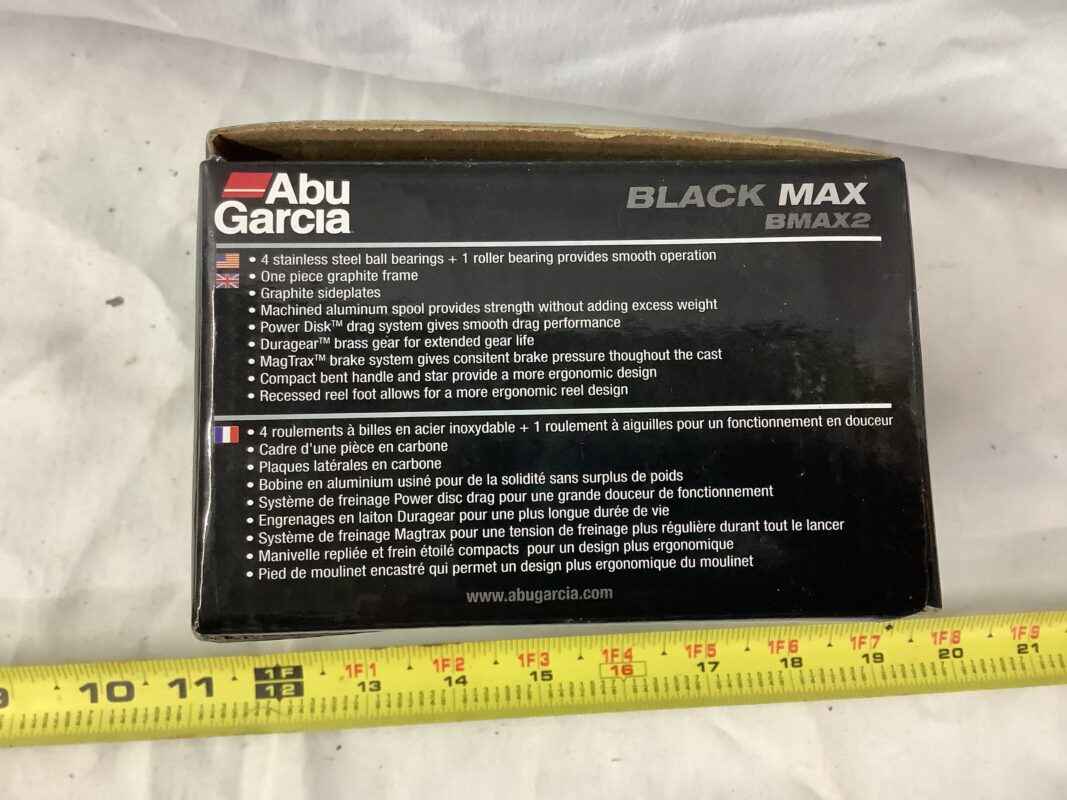 Abu
Garcia
BLACK MAX
BMAX2
• 4 stainless steel ball bearings + 1 roller bearing provides smooth operation
• One piece graphite frame
• Graphite sideplates
• Machined aluminum spool provides strength without adding excess weight
• Power Disk™ drag system gives smooth drag performance
• Duragear™ brass gear for extended gear life
• MagTrax™ brake system gives consitent brake pressure thoughout the cast
• Compact bent handle and star provide a more ergonomic design
• Recessed reel foot allows for a more ergonomic reel design
• 4 roulements à billes en acier inoxydable + 1 roulement à aiguilles pour un fonctionnement en douceur
• Cadre d'une pièce en carbone
• Plaques latérales en carbone
• Bobine en aluminium usiné pour de la solidité sans surplus de poids
• Système de freinage Power disc drag pour une grande douceur de fonctionnement
• Engrenages en laiton Duragear pour une plus longue durée de vie
• Système de freinage Magtrax pour une tension de freinage plus régulière durant tout le lancer
• Manivelle repliée et frein étoilé compacts pour un design plus ergonomique
• Pied de moulinet encastré qui permet un design plus ergonomique du moulinet
www.abugarcia.com
1F 1F1 1F2 1F3 1F4 1F5 1F6 1F7 1F8 1F9
9 10 11 12 13 14 15 16 17 18 19 20 21